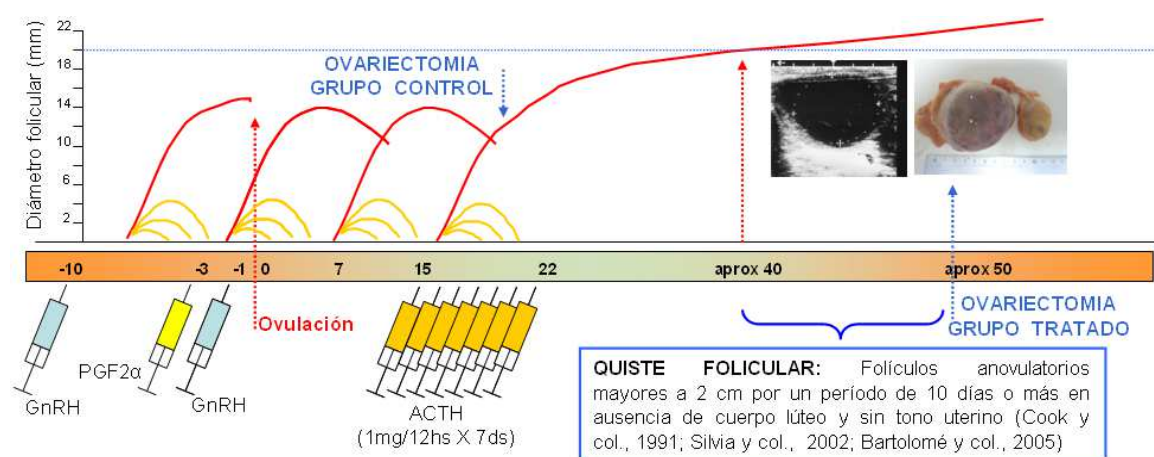 Diámetro folicular (mm)
22
18
14
10
6
2
OVARIECTOMIA
GRUPO CONTROL
-10
-3
-1
0
7
15
22
aprox 40
aprox 50
Ovulación
OVARIECTOMIA
GRUPO TRATADO
PGF2α
GnRH
GnRH
ACTH
(1mg/12hs X 7ds)
QUISTE FOLICULAR: Folículos anovulatorios
mayores a 2 cm por un período de 10 días o más en
ausencia de cuerpo lúteo y sin tono uterino (Cook y
col., 1991; Silvia y col., 2002; Bartolomé y col., 2005)